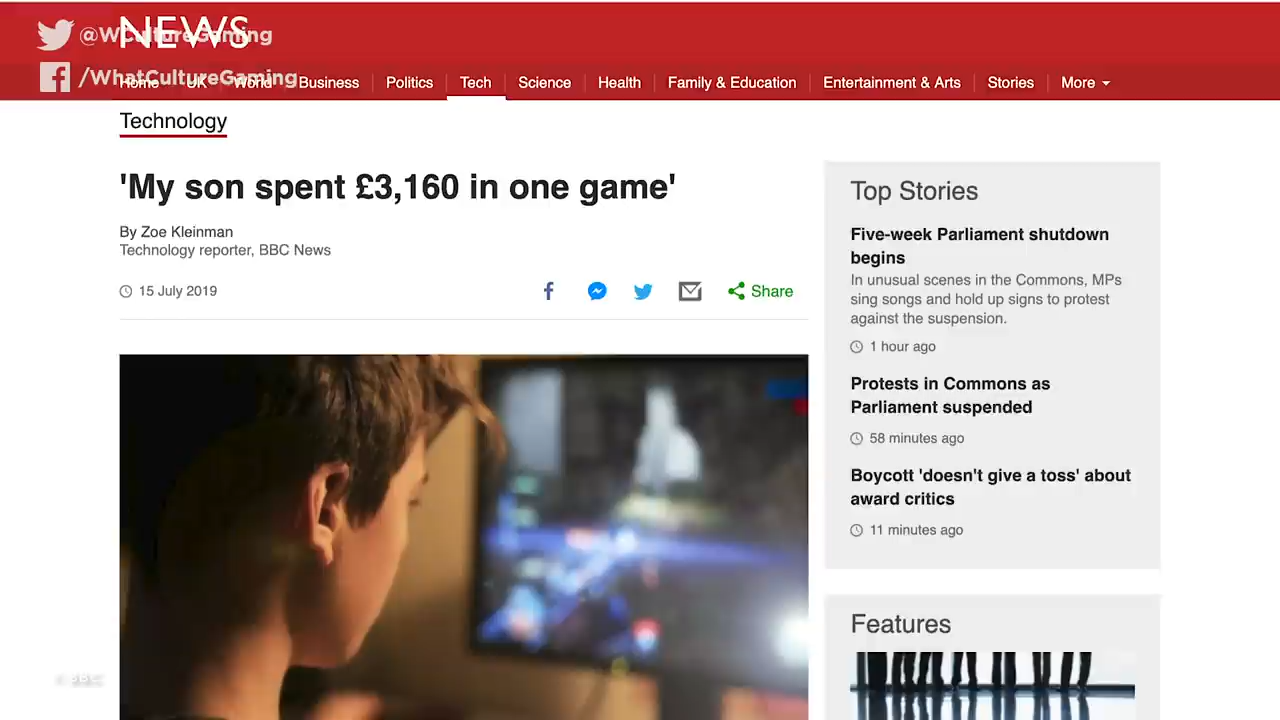 NEWS
@WCultureGaming
/WhatCultureGaming
Home UK World Business Politics Tech Science Health Family & Education Entertainment & Arts Stories More
Technology
'My son spent £3,160 in one game'
By Zoe Kleinman
Technology reporter, BBC News
15 July 2019
Share
Top Stories
Five-week Parliament shutdown
begins
In unusual scenes in the Commons, MPs
sing songs and hold up signs to protest
against the suspension.
1 hour ago
Protests in Commons as
Parliament suspended
58 minutes ago
Boycott 'doesn't give a toss' about
award critics
11 minutes ago
Features
© BBC